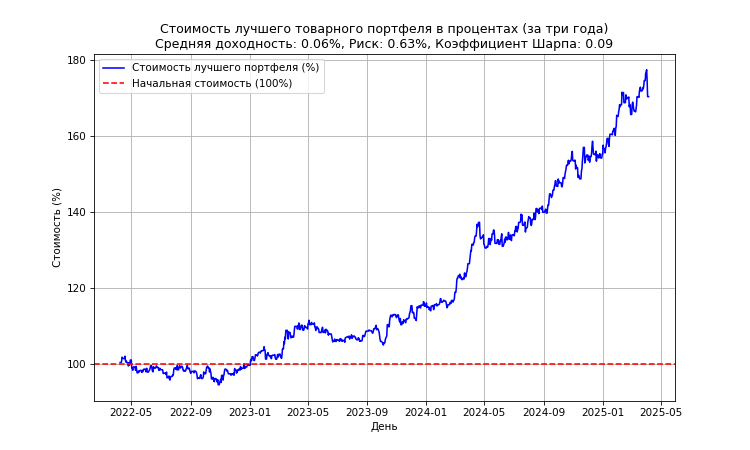 Стоимость лучшего товарного портфеля в процентах (за три года)
Средняя доходность: 0.06%, Риск: 0.63%, Коэффициент Шарпа: 0.09
Стоимость лучшего портфеля (%)
Начальная стоимость (100%)
Стоимость (%)
180
160
140
120
100
2022-05 2022-09 2023-01 2023-05 2023-09 2024-01 2024-05 2024-09 2025-01 2025-05
День